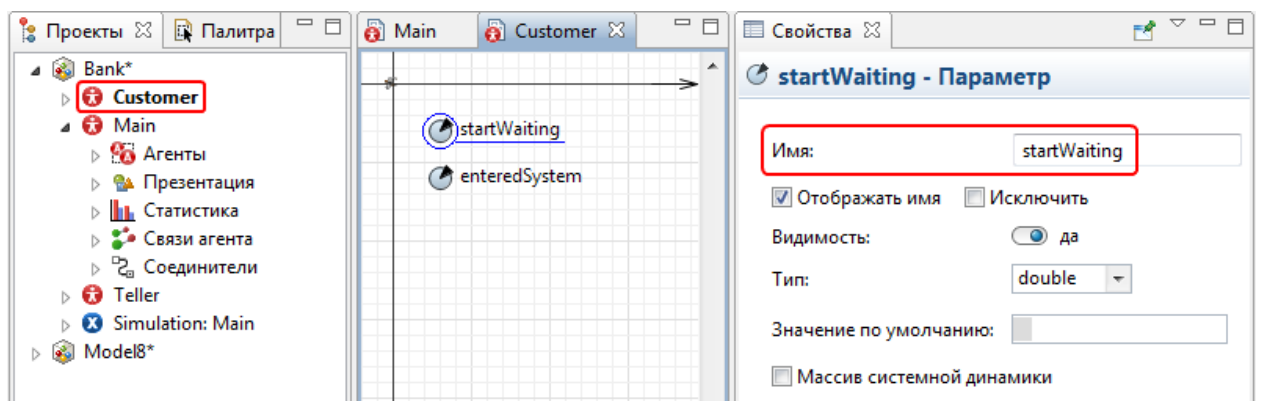 Проекты
Палитра
Bank*
Customer
Main
Агенты
Презентация
Статистика
Связи агента
Соединители
Teller
Simulation: Main
Model8*
Main
Customer
startWaiting
enteredSystem
Свойства
startWaiting - Параметр
Имя: startWaiting
Отображать имя Исключить
Видимость: да
Тип: double
Значение по умолчанию:
Массив системной динамики